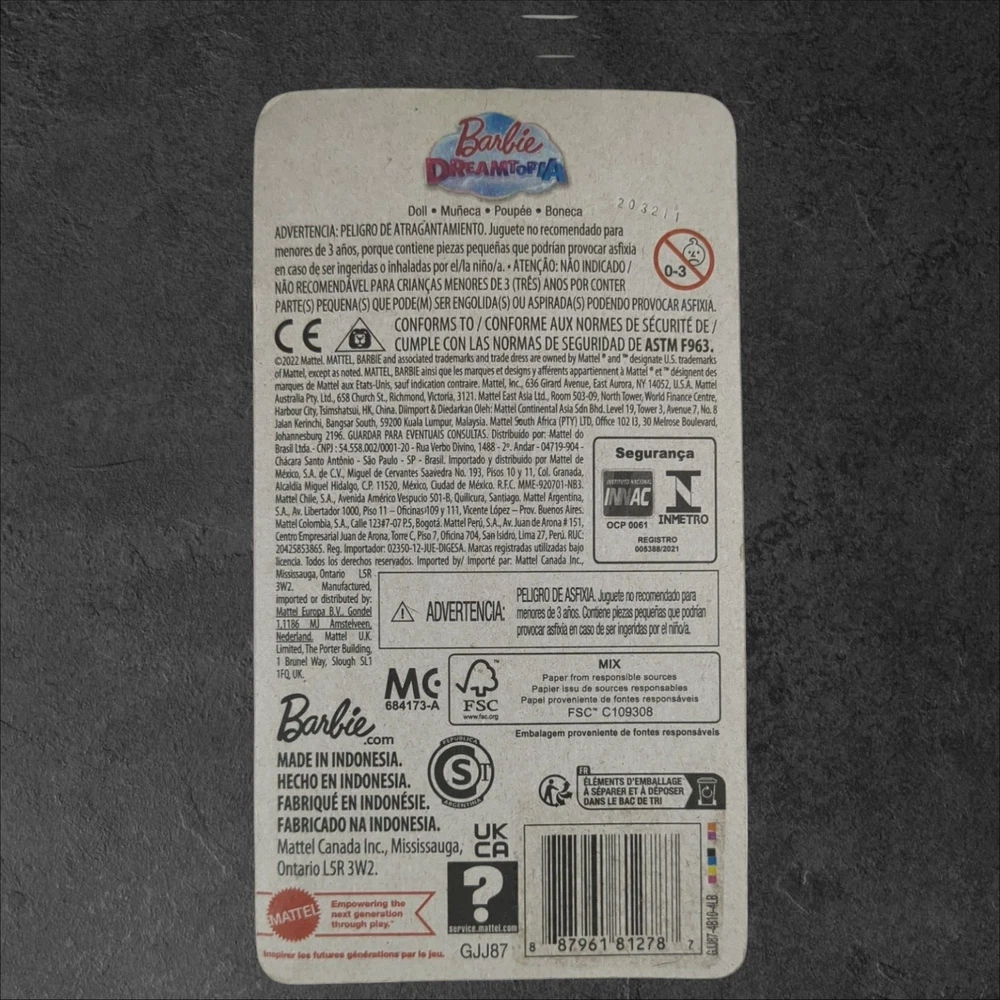 Barbie
DREAMTOPIA
Doll • Muñeca • Poupée • Boneca
203211
ADVERTENCIA: PELIGRO DE ATRAGANTAMIENTO. Juguete no recomendado para
menores de 3 años, porque contiene piezas pequeñas que podrían provocar asfixia
en caso de ser ingeridas o inhaladas por el/la niño/a. • ATENÇÃO: NÃO INDICADO /
NÃO RECOMENDÁVEL PARA CRIANÇAS MENORES DE 3 (TRÊS) ANOS POR CONTER
PARTE(S) PEQUENA(S) QUE PODE(M) SER ENGOLIDA(S) OU ASPIRADA(S) PODENDO PROVOCAR ASFIXIA.
0-3
CE
CONFORMS TO / CONFORME AUX NORMES DE SÉCURITÉ DE /
CUMPLE CON LAS NORMAS DE SEGURIDAD DE ASTM F963.
©2022 Mattel. MATTEL, BARBIE and associated trademarks and trade dress are owned by Mattel ® and ™ designate U.S. trademarks
of Mattel, except as noted. MATTEL, BARBIE ainsi que les marques et designs y afférents appartiennent à Mattel ® et ™ désignent des
marques de Mattel aux Etats-Unis, sauf indication contraire. Mattel, Inc., 636 Girard Avenue, East Aurora, NY 14052, U.S.A. Mattel
Australia Pty. Ltd., 658 Church St., Richmond, Victoria, 3121. Mattel East Asia Ltd., Room 503-09, North Tower, World Finance Centre,
Harbour City, Tsimshatsui, HK, China. Diimport & Diedarkan Oleh: Mattel Continental Asia Sdn Bhd. Level 19, Tower 3, Avenue 7, No. 8
Jalan Kerinchi, Bangsar South, 59200 Kuala Lumpur, Malaysia. Mattel South Africa (PTY) LTD, Office 102 I3, 30 Melrose Boulevard,
Johannesburg 2196. GUARDAR PARA EVENTUAIS CONSULTAS. Distribuído por: Mattel do
Brasil Ltda.- CNPJ : 54.558.002/0001-20 - Rua Verbo Divino, 1488 - 2º. Andar - 04719-904 -
Chácara Santo Antônio - São Paulo - SP - Brasil. Importado y distribuido por Mattel de
México, S.A. de C.V., Miguel de Cervantes Saavedra No. 193, Pisos 10 y 11, Col. Granada,
Alcaldía Miguel Hidalgo, C.P. 11520, México, Ciudad de México. R.F.C. MME-920701-NB3.
Mattel Chile, S.A., Avenida Américo Vespucio 501-B, Quilicura, Santiago. Mattel Argentina,
S.A., Av. Libertador 1000, Piso 11 – Oficinas 109 y 111, Vicente López – Prov. Buenos Aires.
Mattel Colombia, S.A., Calle 123#7-07 P.5, Bogotá. Mattel Perú, S.A., Av. Juan de Arona # 151,
Centro Empresarial Juan de Arona, Torre C, Piso 7, Oficina 704, San Isidro, Lima 27, Perú. RUC:
20425853865. Reg. Importador: 02350-12-JUE-DIGESA. Marcas registradas utilizadas bajo
licencia. Todos los derechos reservados. Imported by/ Importé par: Mattel Canada Inc.,
Mississauga, Ontario L5R
3W2. Manufactured,
imported or distributed by:
Mattel Europa B.V., Gondel
1,1186 MJ Amstelveen,
Nederland. Mattel U.K.
Limited, The Porter Building,
1 Brunel Way, Slough SL1
1FQ, UK.
Segurança
INSTITUTO NACIONAL
INNAC
OCP 0061
INMETRO
REGISTRO
005388/2021
ADVERTENCIA:
PELIGRO DE ASFIXIA. Juguete no recomendado para
menores de 3 años. Contiene piezas pequeñas que podrían
provocar asfixia en caso de ser ingeridas por el niño/a.
MC
684173-A
FSC
www.fsc.org
MIX
Paper from responsible sources
Papier issu de sources responsables
Papel proveniente de fontes responsáveis
FSC™ C109308
Embalagem proveniente de fontes responsáveis
Barbie
.com
MADE IN INDONESIA.
HECHO EN INDONESIA.
FABRIQUÉ EN INDONÉSIE.
FABRICADO NA INDONESIA.
Mattel Canada Inc., Mississauga,
Ontario L5R 3W2.
REPUBLICA
S
ARGENTINA
FR
ÉLÉMENTS D'EMBALLAGE
À SÉPARER ET À DÉPOSER
DANS LE BAC DE TRI
UK
CA
?
service.mattel.com
GJJ87
MATTEL
Empowering the
next generation
through play.™
Inspirer les futures générations par le jeu.
8 87961 81278 7
GJJ87-4B10-4LB